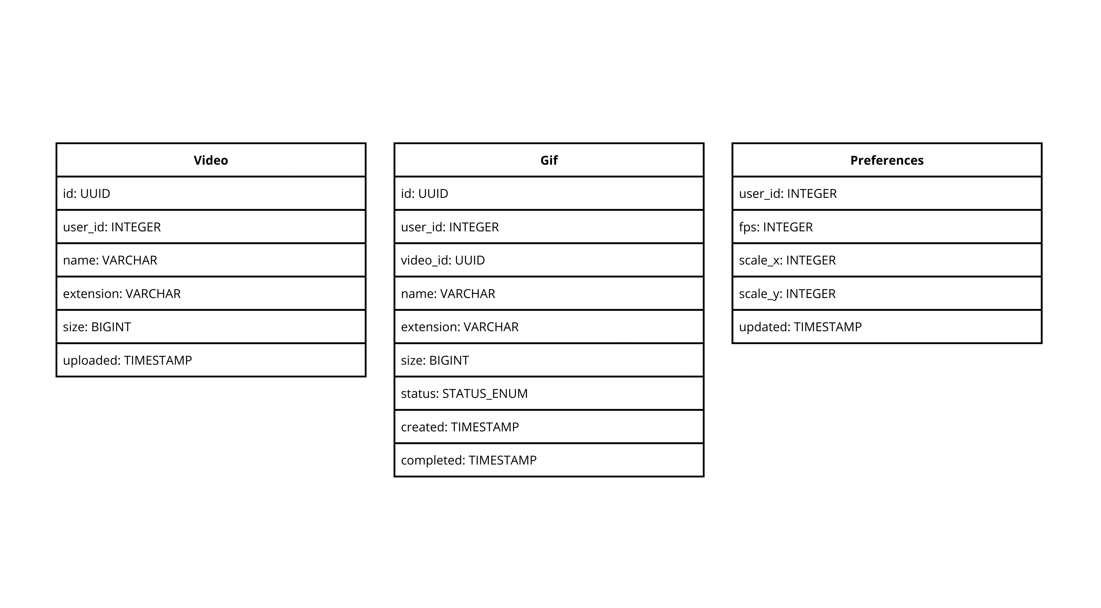 Video
id: UUID
user_id: INTEGER
name: VARCHAR
extension: VARCHAR
size: BIGINT
uploaded: TIMESTAMP
Gif
id: UUID
user_id: INTEGER
video_id: UUID
name: VARCHAR
extension: VARCHAR
size: BIGINT
status: STATUS_ENUM
created: TIMESTAMP
completed: TIMESTAMP
Preferences
user_id: INTEGER
fps: INTEGER
scale_x: INTEGER
scale_y: INTEGER
updated: TIMESTAMP